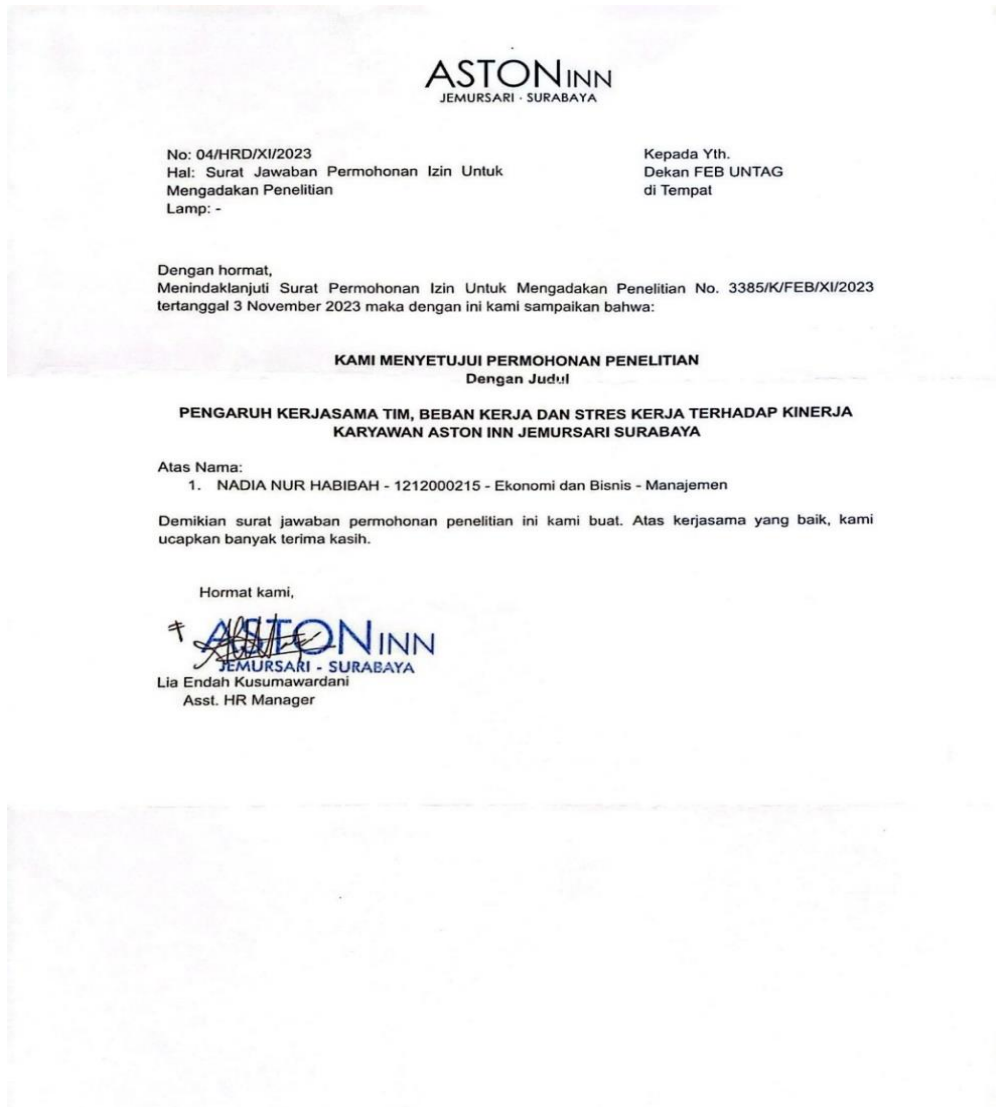 ASTON INN
JEMURSARI · SURABAYA
No: 04/HRD/XI/2023
Hal: Surat Jawaban Permohonan Izin Untuk
Mengadakan Penelitian
Lamp: -
Kepada Yth.
Dekan FEB UNTAG
di Tempat
Dengan hormat,
Menindaklanjuti Surat Permohonan Izin Untuk Mengadakan Penelitian No. 3385/K/FEB/XI/2023
tertanggal 3 November 2023 maka dengan ini kami sampaikan bahwa:
KAMI MENYETUJUI PERMOHONAN PENELITIAN
Dengan Judul
PENGARUH KERJASAMA TIM, BEBAN KERJA DAN STRES KERJA TERHADAP KINERJA
KARYAWAN ASTON INN JEMURSARI SURABAYA
Atas Nama:
1. NADIA NUR HABIBAH - 1212000215 - Ekonomi dan Bisnis - Manajemen
Demikian surat jawaban permohonan penelitian ini kami buat. Atas kerjasama yang baik, kami
ucapkan banyak terima kasih.
Hormat kami,
ASTON INN
JEMURSARI - SURABAYA
Lia Endah Kusumawardani
Asst. HR Manager